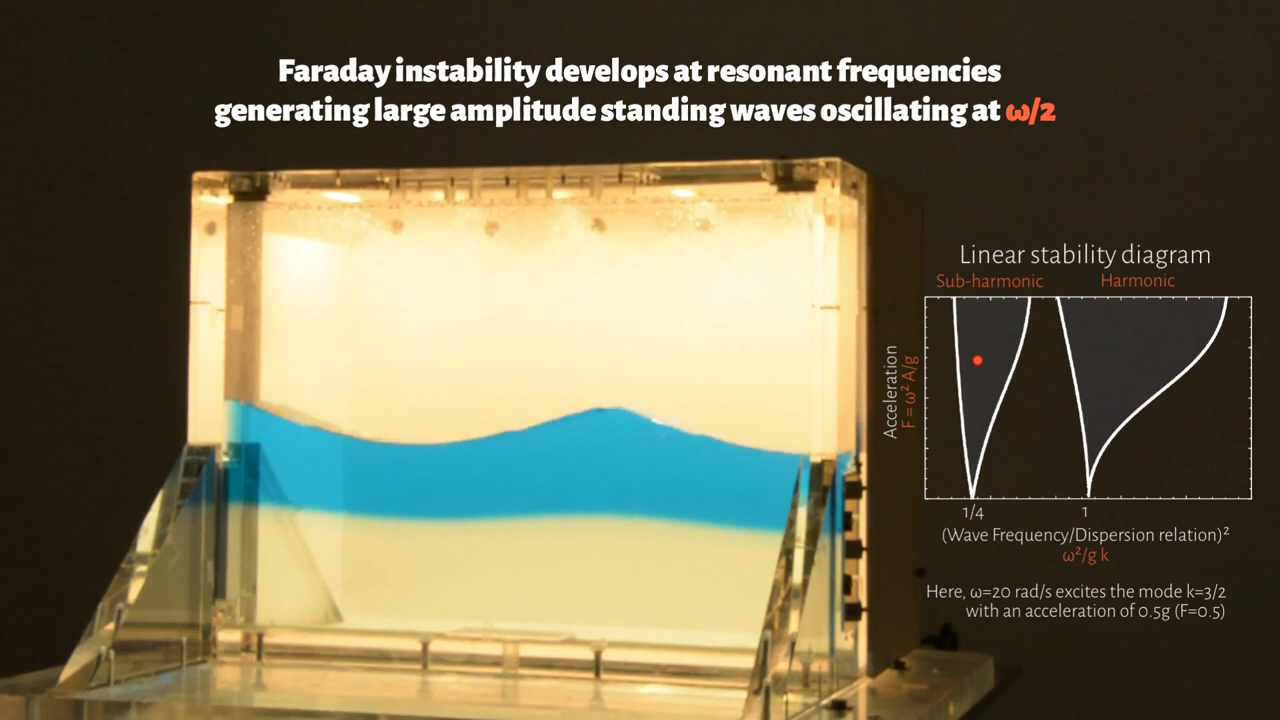 Faraday instability develops at resonant frequencies
generating large amplitude standing waves oscillating at ω/2
Linear stability diagram
Sub-harmonic
Harmonic
Acceleration
F = ω² A/g
1/4
1
(Wave Frequency/Dispersion relation)²
ω²/g k
Here, ω=20 rad/s excites the mode k=3/2
with an acceleration of 0.5g (F=0.5)